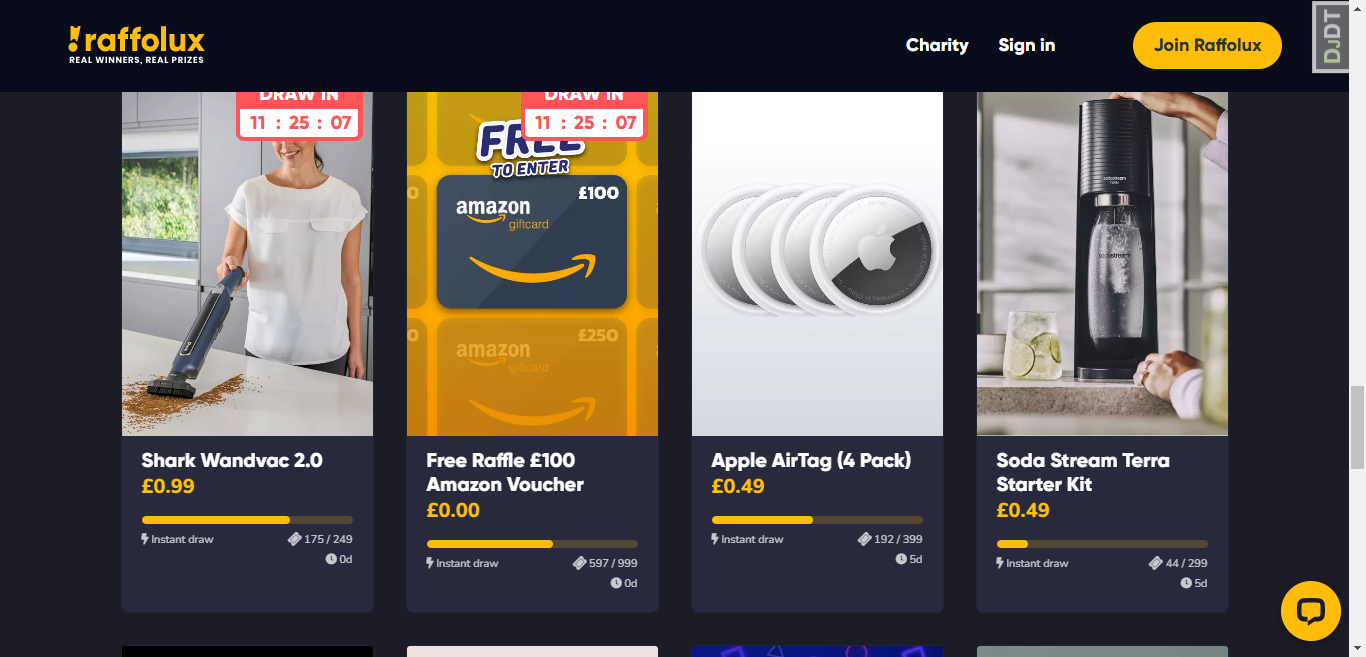 raffolux
REAL WINNERS, REAL PRIZES
Charity
Sign in
Join Raffolux
DJDT
DRAW IN
11 : 25 : 07
DRAW IN
11 : 25 : 07
FREE
TO ENTER
£100
amazon
giftcard
£250
amazon
giftcard
sodastream
sodastream
Shark Wandvac 2.0
£0.99
Instant draw
175 / 249
0d
Free Raffle £100
Amazon Voucher
£0.00
Instant draw
597 / 999
0d
Apple AirTag (4 Pack)
£0.49
Instant draw
192 / 399
5d
Soda Stream Terra
Starter Kit
£0.49
Instant draw
44 / 299
5d